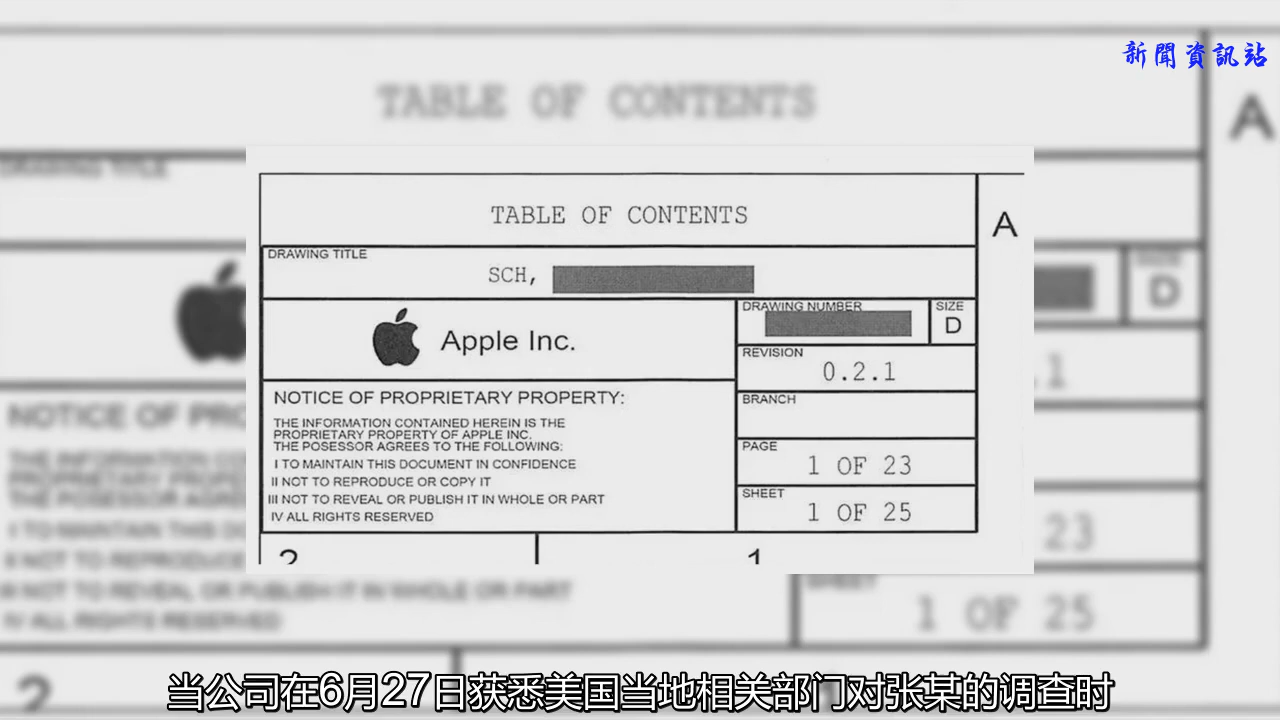 新聞資訊站
TABLE OF CONTENTS
A
DRAWING TITLE
SCH,
Apple Inc.
DRAWING NUMBER
SIZE
D
REVISION
0.2.1
BRANCH
PAGE
1 OF 23
SHEET
1 OF 25
NOTICE OF PROPRIETARY PROPERTY:
THE INFORMATION CONTAINED HEREIN IS THE
PROPRIETARY PROPERTY OF APPLE INC.
THE POSESSOR AGREES TO THE FOLLOWING:
I TO MAINTAIN THIS DOCUMENT IN CONFIDENCE
II NOT TO REPRODUCE OR COPY IT
III NOT TO REVEAL OR PUBLISH IT IN WHOLE OR PART
IV ALL RIGHTS RESERVED
2
1
当公司在6月27日获悉美国当地相关部门对张某的调查时